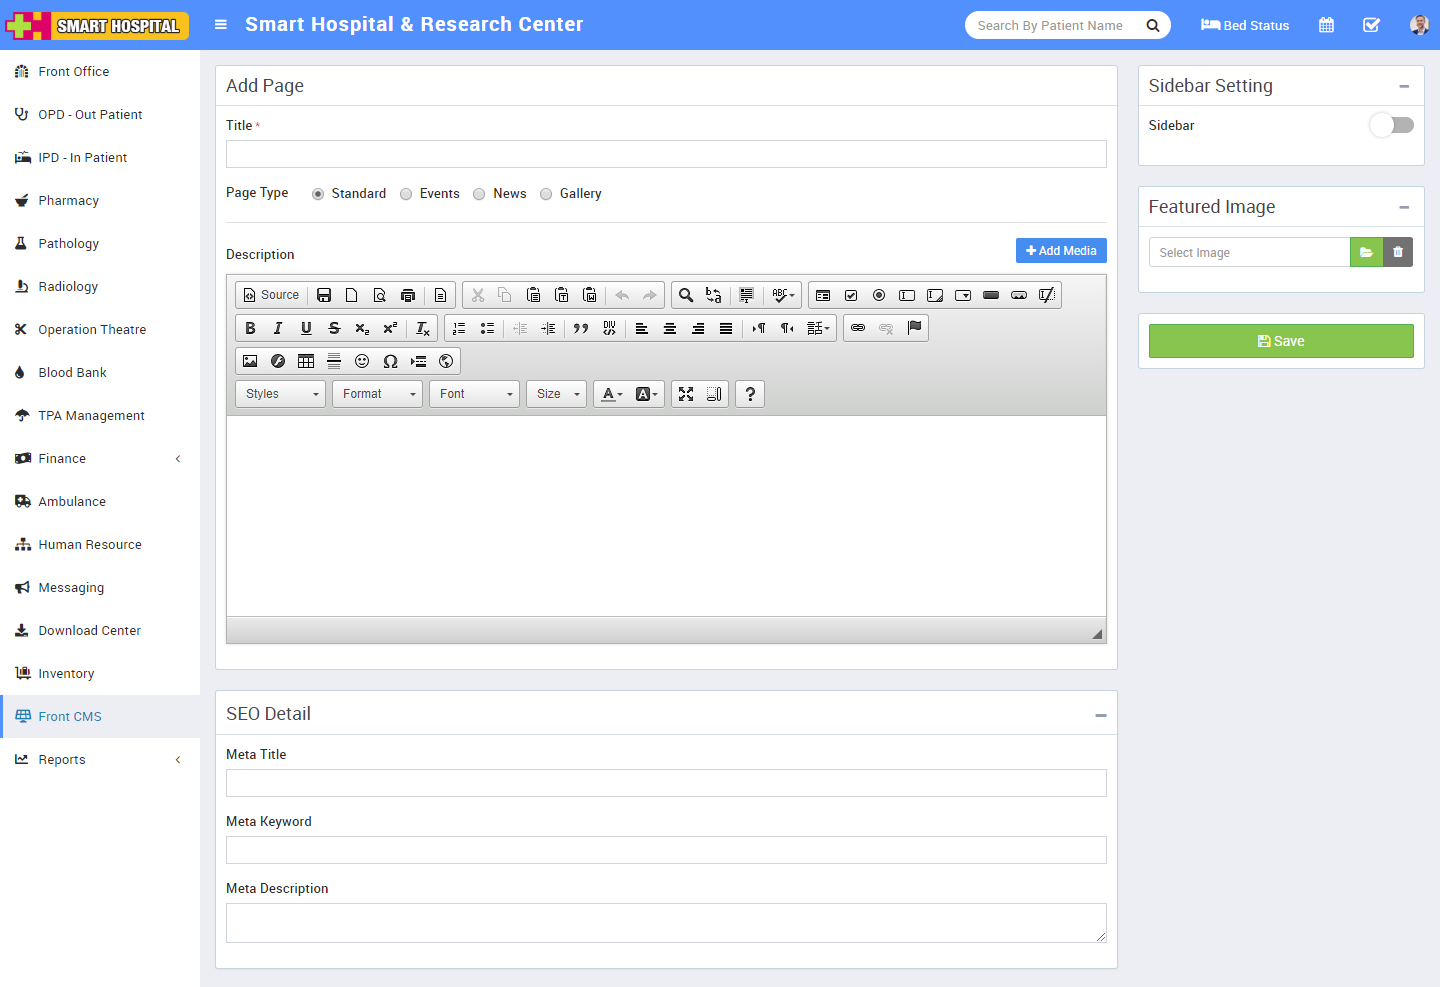 SMART HOSPITAL
Smart Hospital & Research Center
Search By Patient Name
Bed Status
Front Office
OPD - Out Patient
IPD - In Patient
Pharmacy
Pathology
Radiology
Operation Theatre
Blood Bank
TPA Management
Finance
Ambulance
Human Resource
Messaging
Download Center
Inventory
Front CMS
Reports
Add Page
Title *
Page Type Standard Events News Gallery
Description
Add Media
Source
Styles Format Font Size
SEO Detail
Meta Title
Meta Keyword
Meta Description
Sidebar Setting
Sidebar
Featured Image
Select Image
Save